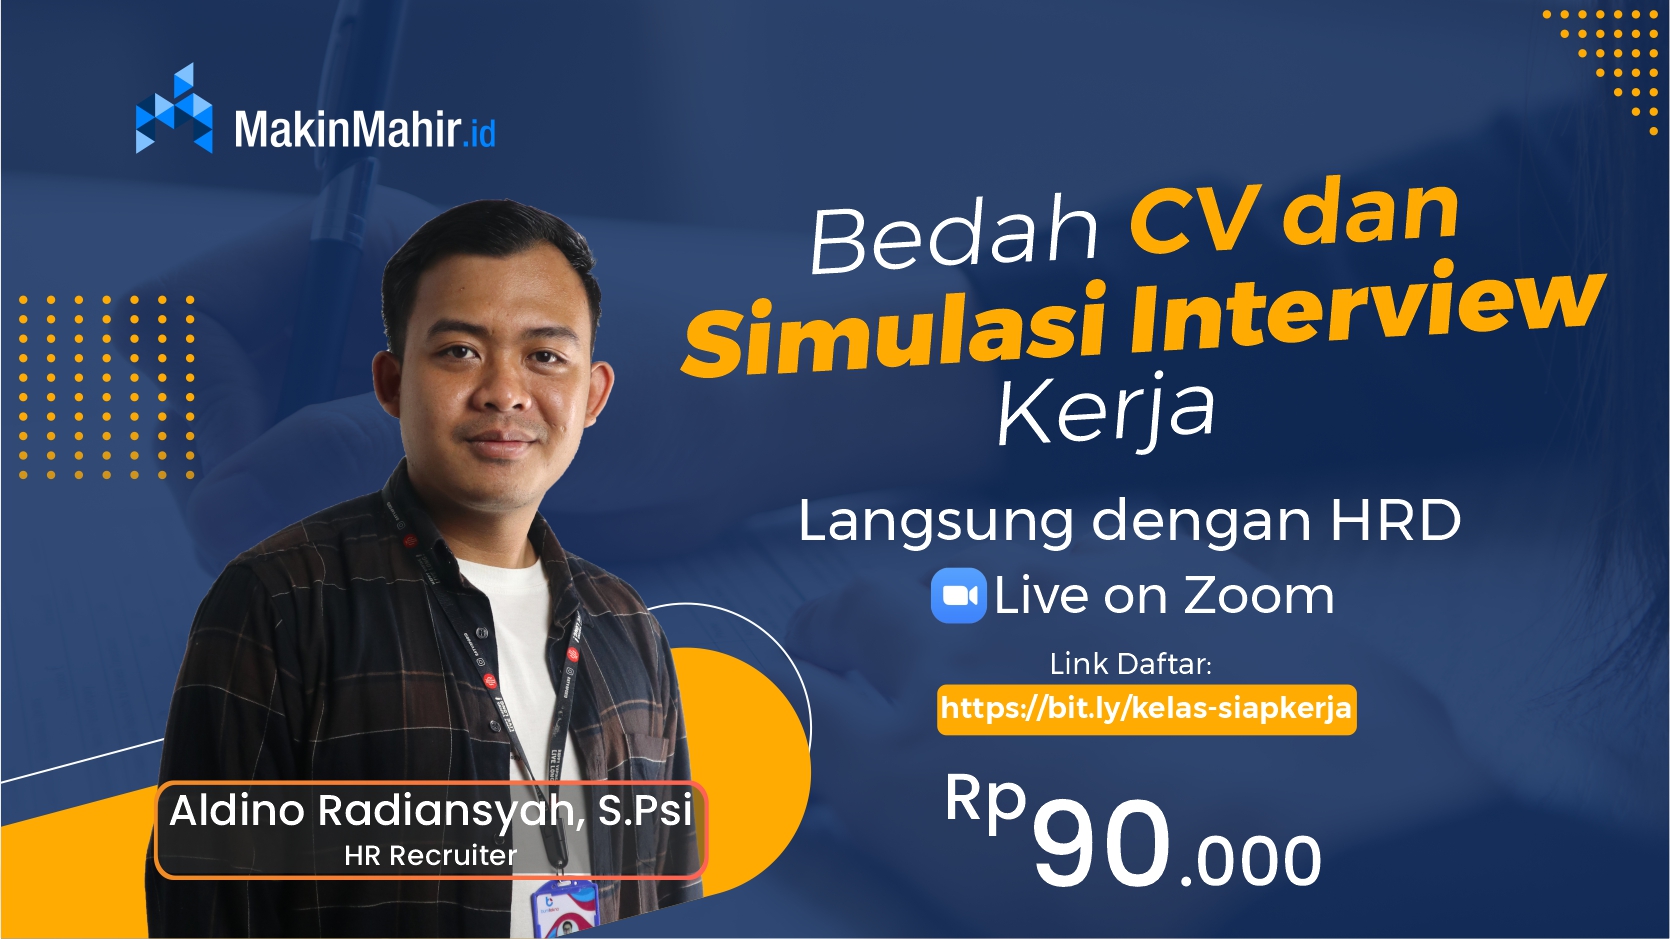 MakinMahir.id
Bedah CV dan
Simulasi Interview
Kerja
Langsung dengan HRD
Live on Zoom
Link Daftar:
https://bit.ly/kelas-siapkerja
Rp90.000
Aldino Radiansyah, S.Psi
HR Recruiter